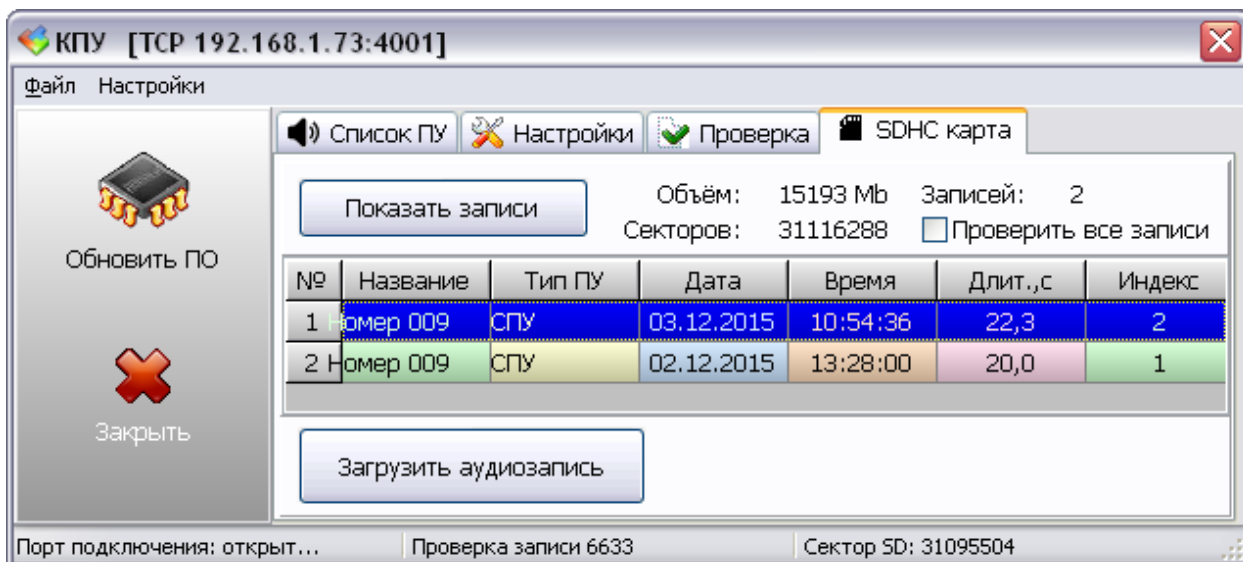 КПУ [TCP 192.168.1.73:4001]
Файл Настройки
Список ПУ Настройки Проверка SDHC карта
Обновить ПО
Закрыть
Показать записи
Объём: 15193 Mb Записей: 2
Секторов: 31116288 Проверить все записи
№ Название Тип ПУ Дата Время Длит.,с Индекс
1 Номер 009 СПУ 03.12.2015 10:54:36 22,3 2
2 Номер 009 СПУ 02.12.2015 13:28:00 20,0 1
Загрузить аудиозапись
Порт подключения: открыт... Проверка записи 6633 Сектор SD: 31095504